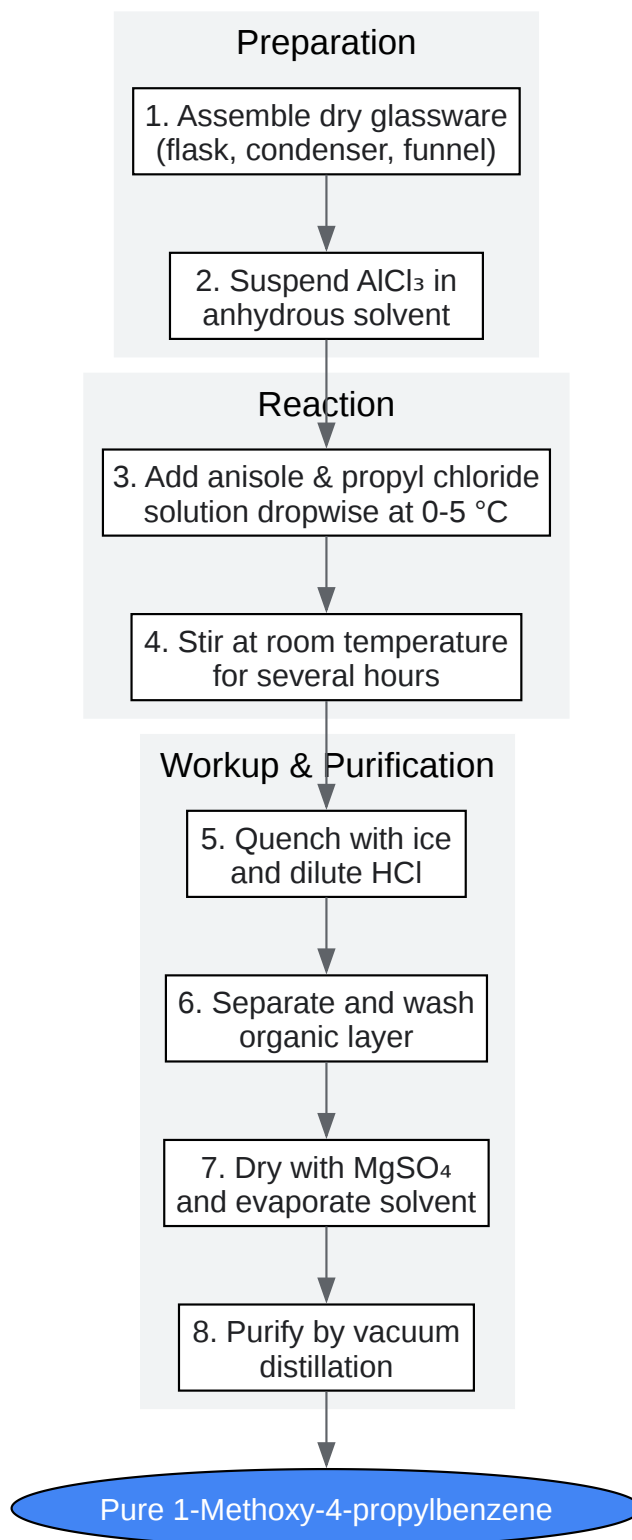 Preparation
1. Assemble dry glassware
(flask, condenser, funnel)
2. Suspend AlCl₃ in
anhydrous solvent
Reaction
3. Add anisole & propyl chloride
solution dropwise at 0-5 °C
4. Stir at room temperature
for several hours
Workup & Purification
5. Quench with ice
and dilute HCl
6. Separate and wash
organic layer
7. Dry with MgSO₄
and evaporate solvent
8. Purify by vacuum
distillation
Pure 1-Methoxy-4-propylbenzene